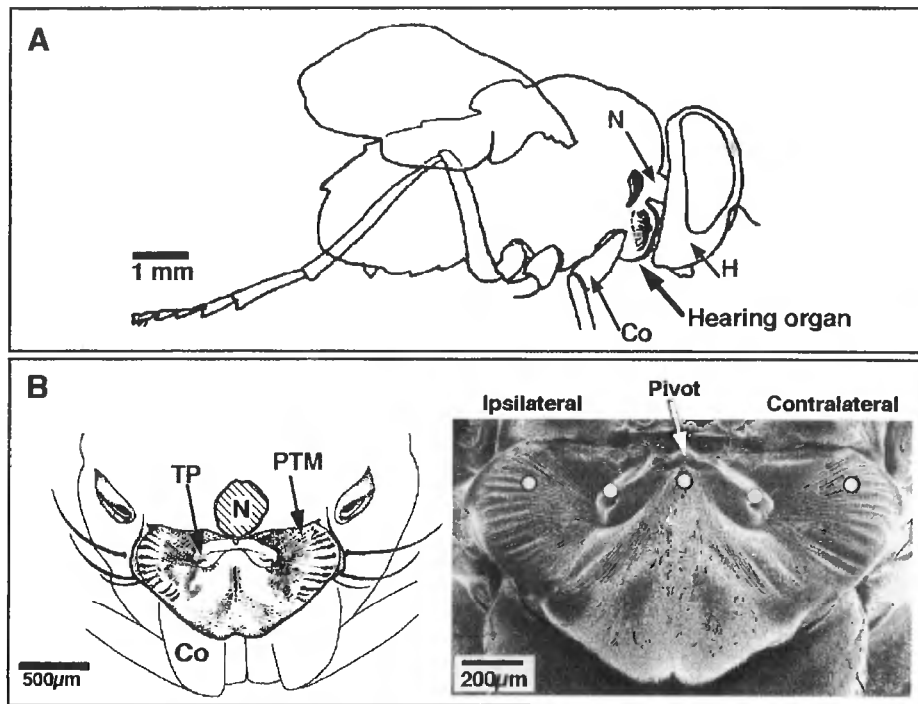 A
N
1 mm
H
Co
Hearing organ
B
Pivot
Ipsilateral
Contralateral
TP
PTM
N
Co
500µm
200µm